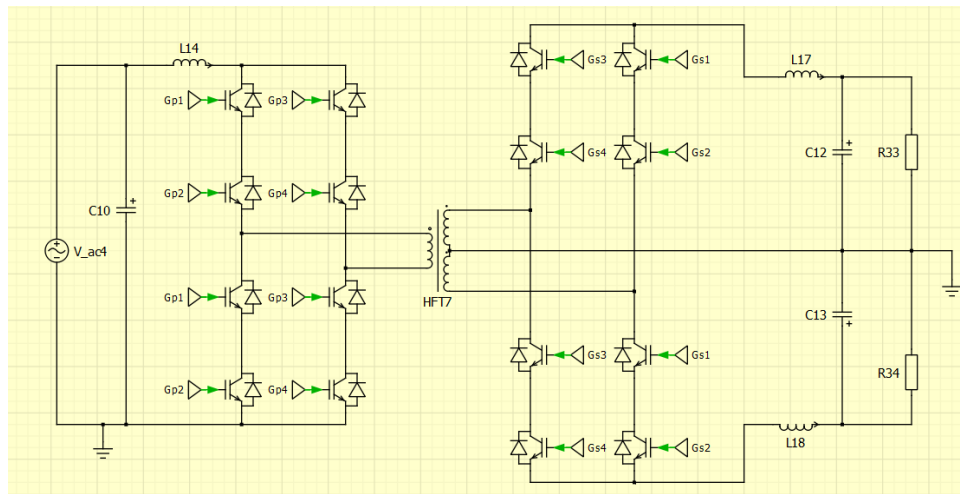 L14
Gp1
Gp3
Gs3
Gs1
L17
Gp2
Gp4
Gs4
Gs2
C12
R33
C10
V_ac4
HFT7
Gp1
Gp3
C13
Gs3
Gs1
R34
Gp2
Gp4
Gs4
Gs2
L18